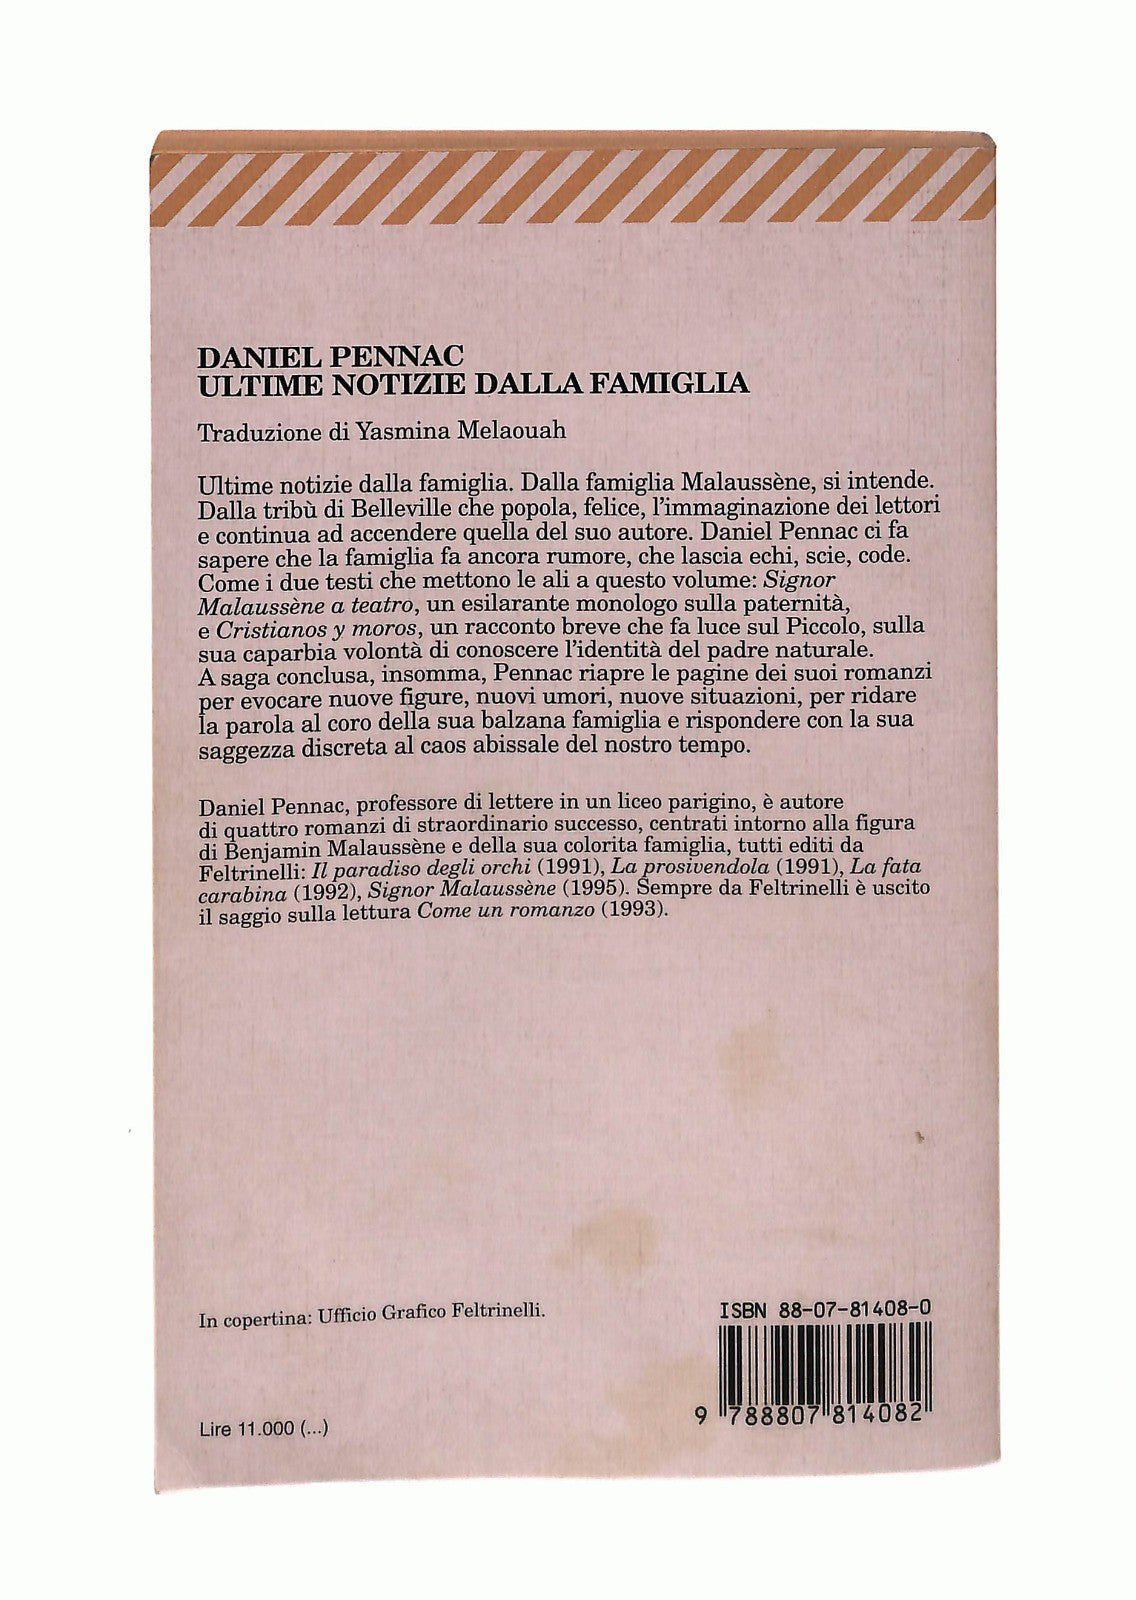 DANIEL PENNAC
ULTIME NOTIZIE DALLA FAMIGLIA
Traduzione di Yasmina Melaouah
Ultime notizie dalla famiglia. Dalla famiglia Malaussène, si intende.
Dalla tribù di Belleville che popola, felice, l'immaginazione dei lettori
e continua ad accendere quella del suo autore. Daniel Pennac ci fa
sapere che la famiglia fa ancora rumore, che lascia echi, scie, code.
Come i due testi che mettono le ali a questo volume: Signor
Malaussène a teatro, un esilarante monologo sulla paternità,
e Cristianos y moros, un racconto breve che fa luce sul Piccolo, sulla
sua caparbia volontà di conoscere l'identità del padre naturale.
A saga conclusa, insomma, Pennac riapre le pagine dei suoi romanzi
per evocare nuove figure, nuovi umori, nuove situazioni, per ridare
la parola al coro della sua balzana famiglia e rispondere con la sua
saggezza discreta al caos abissale del nostro tempo.
Daniel Pennac, professore di lettere in un liceo parigino, è autore
di quattro romanzi di straordinario successo, centrati intorno alla figura
di Benjamin Malaussène e della sua colorita famiglia, tutti editi da
Feltrinelli: Il paradiso degli orchi (1991), La prosivendola (1991), La fata
carabina (1992), Signor Malaussène (1995). Sempre da Feltrinelli è uscito
il saggio sulla lettura Come un romanzo (1993).
In copertina: Ufficio Grafico Feltrinelli.
ISBN 88-07-81408-0
9 788807 814082
Lire 11.000 (...)